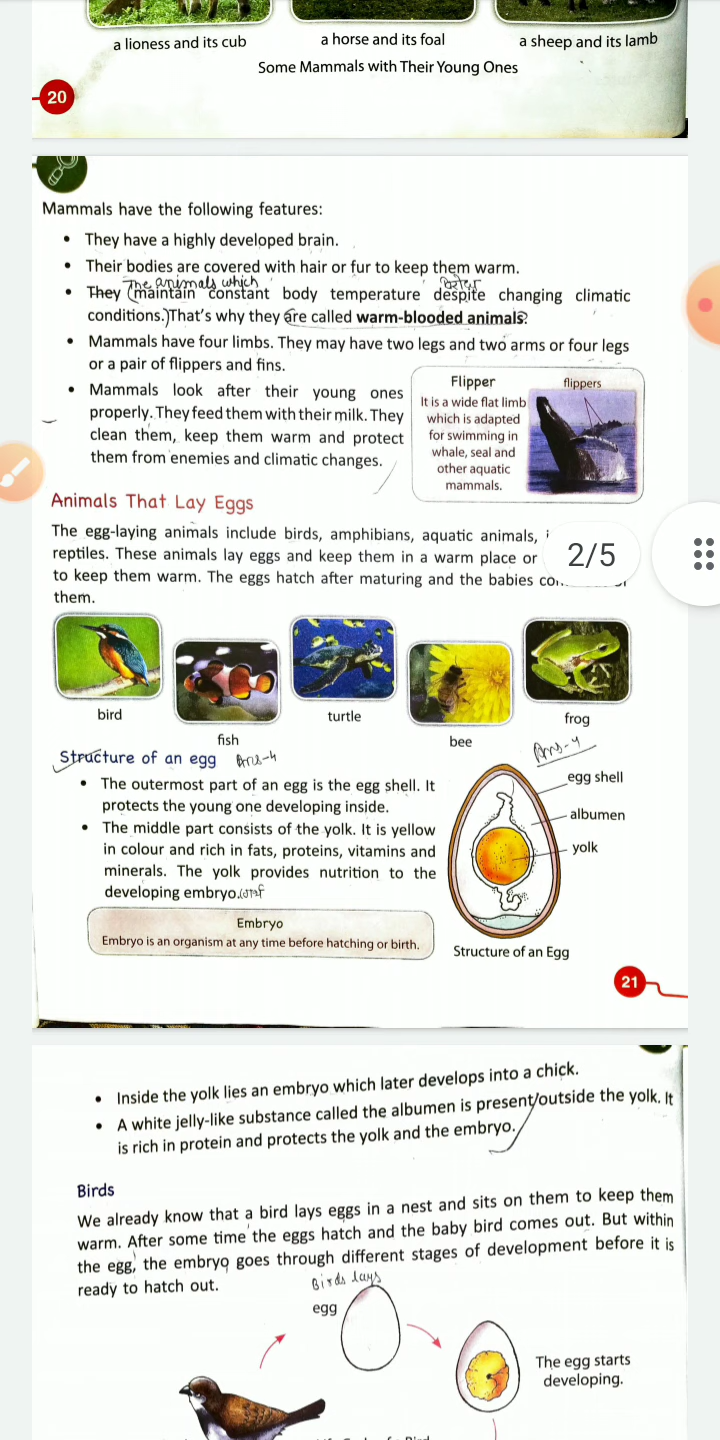 a lioness and its cub
a horse and its foal
a sheep and its lamb
Some Mammals with Their Young Ones
20
Mammals have the following features:
• They have a highly developed brain.
• Their bodies are covered with hair or fur to keep them warm.
The animals which
• They (maintain constant body temperature despite changing climatic
conditions.) That's why they are called warm-blooded animals.
• Mammals have four limbs. They may have two legs and two arms or four legs
or a pair of flippers and fins.
• Mammals look after their young ones
properly. They feed them with their milk. They
clean them, keep them warm and protect
them from enemies and climatic changes.
Flipper
It is a wide flat limb
which is adapted
for swimming in
whale, seal and
other aquatic
mammals.
flippers
Animals That Lay Eggs
The egg-laying animals include birds, amphibians, aquatic animals,
reptiles. These animals lay eggs and keep them in a warm place or
to keep them warm. The eggs hatch after maturing and the babies
them.
2/5
bird
fish
turtle
bee
frog
Structure of an egg Ans-4
Ans-4
• The outermost part of an egg is the egg shell. It
protects the young one developing inside.
• The middle part consists of the yolk. It is yellow
in colour and rich in fats, proteins, vitamins and
minerals. The yolk provides nutrition to the
developing embryo.
Embryo
Embryo is an organism at any time before hatching or birth.
egg shell
albumen
yolk
Structure of an Egg
21
• Inside the yolk lies an embryo which later develops into a chick.
• A white jelly-like substance called the albumen is present/outside the yolk. It
is rich in protein and protects the yolk and the embryo.
Birds
We already know that a bird lays eggs in a nest and sits on them to keep them
warm. After some time the eggs hatch and the baby bird comes out. But within
the egg, the embryo goes through different stages of development before it is
ready to hatch out.
Birds lays
egg
The egg starts
developing.